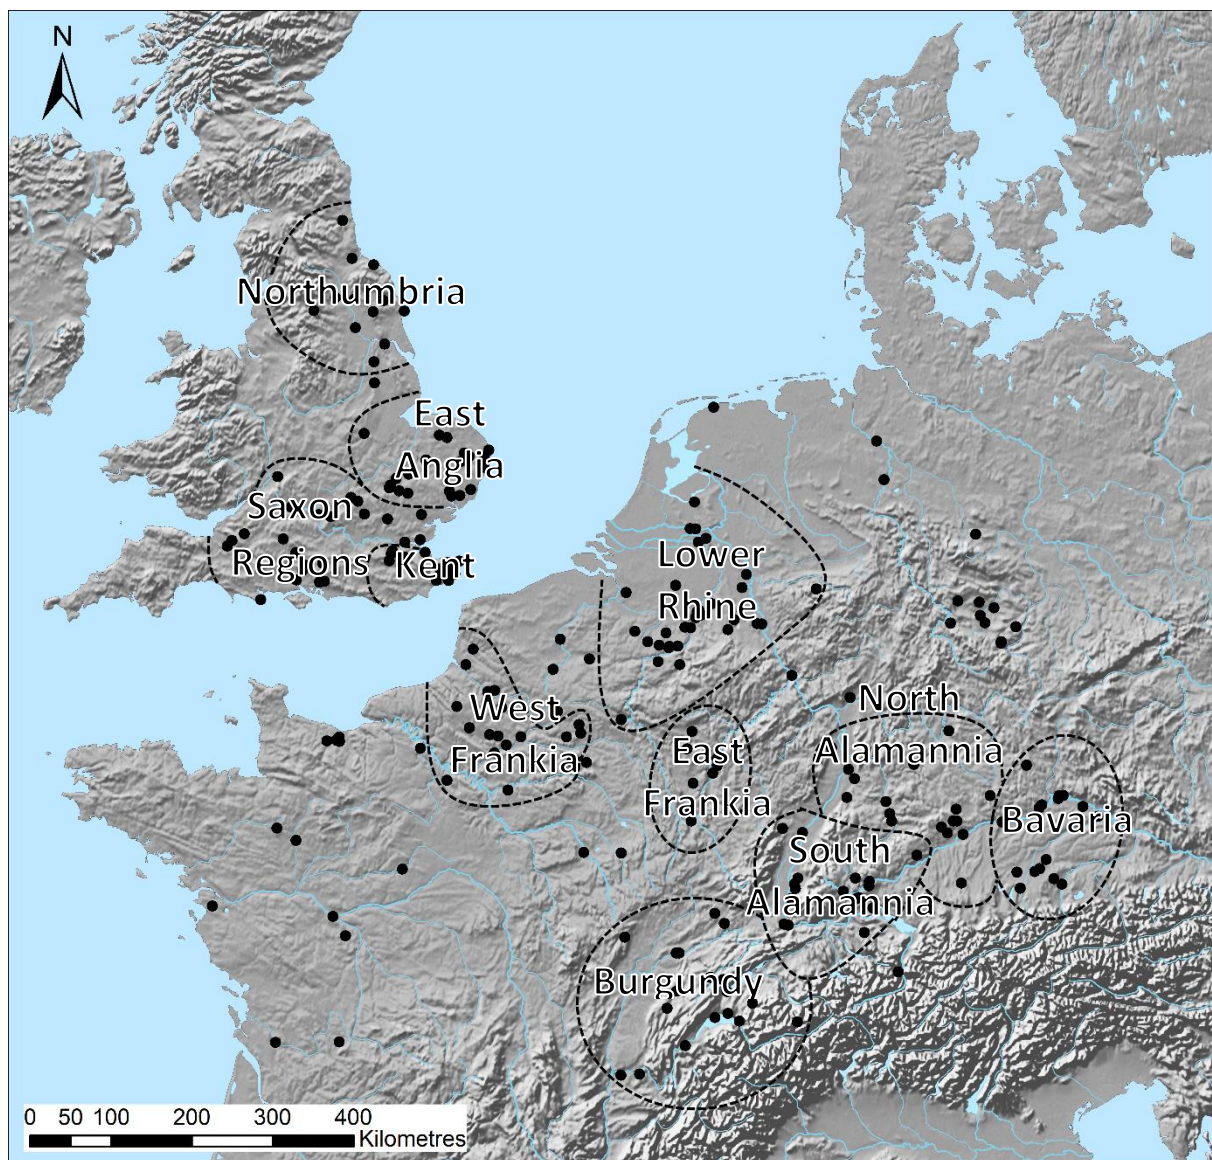 N
Northumbria
East
Anglia
Saxon
Regions
Kent
Lower
Rhine
West
Frankia
East
Frankia
North
Alamannia
Bavaria
South
Alamannia
Burgundy
0 50 100 200 300 400
Kilometres